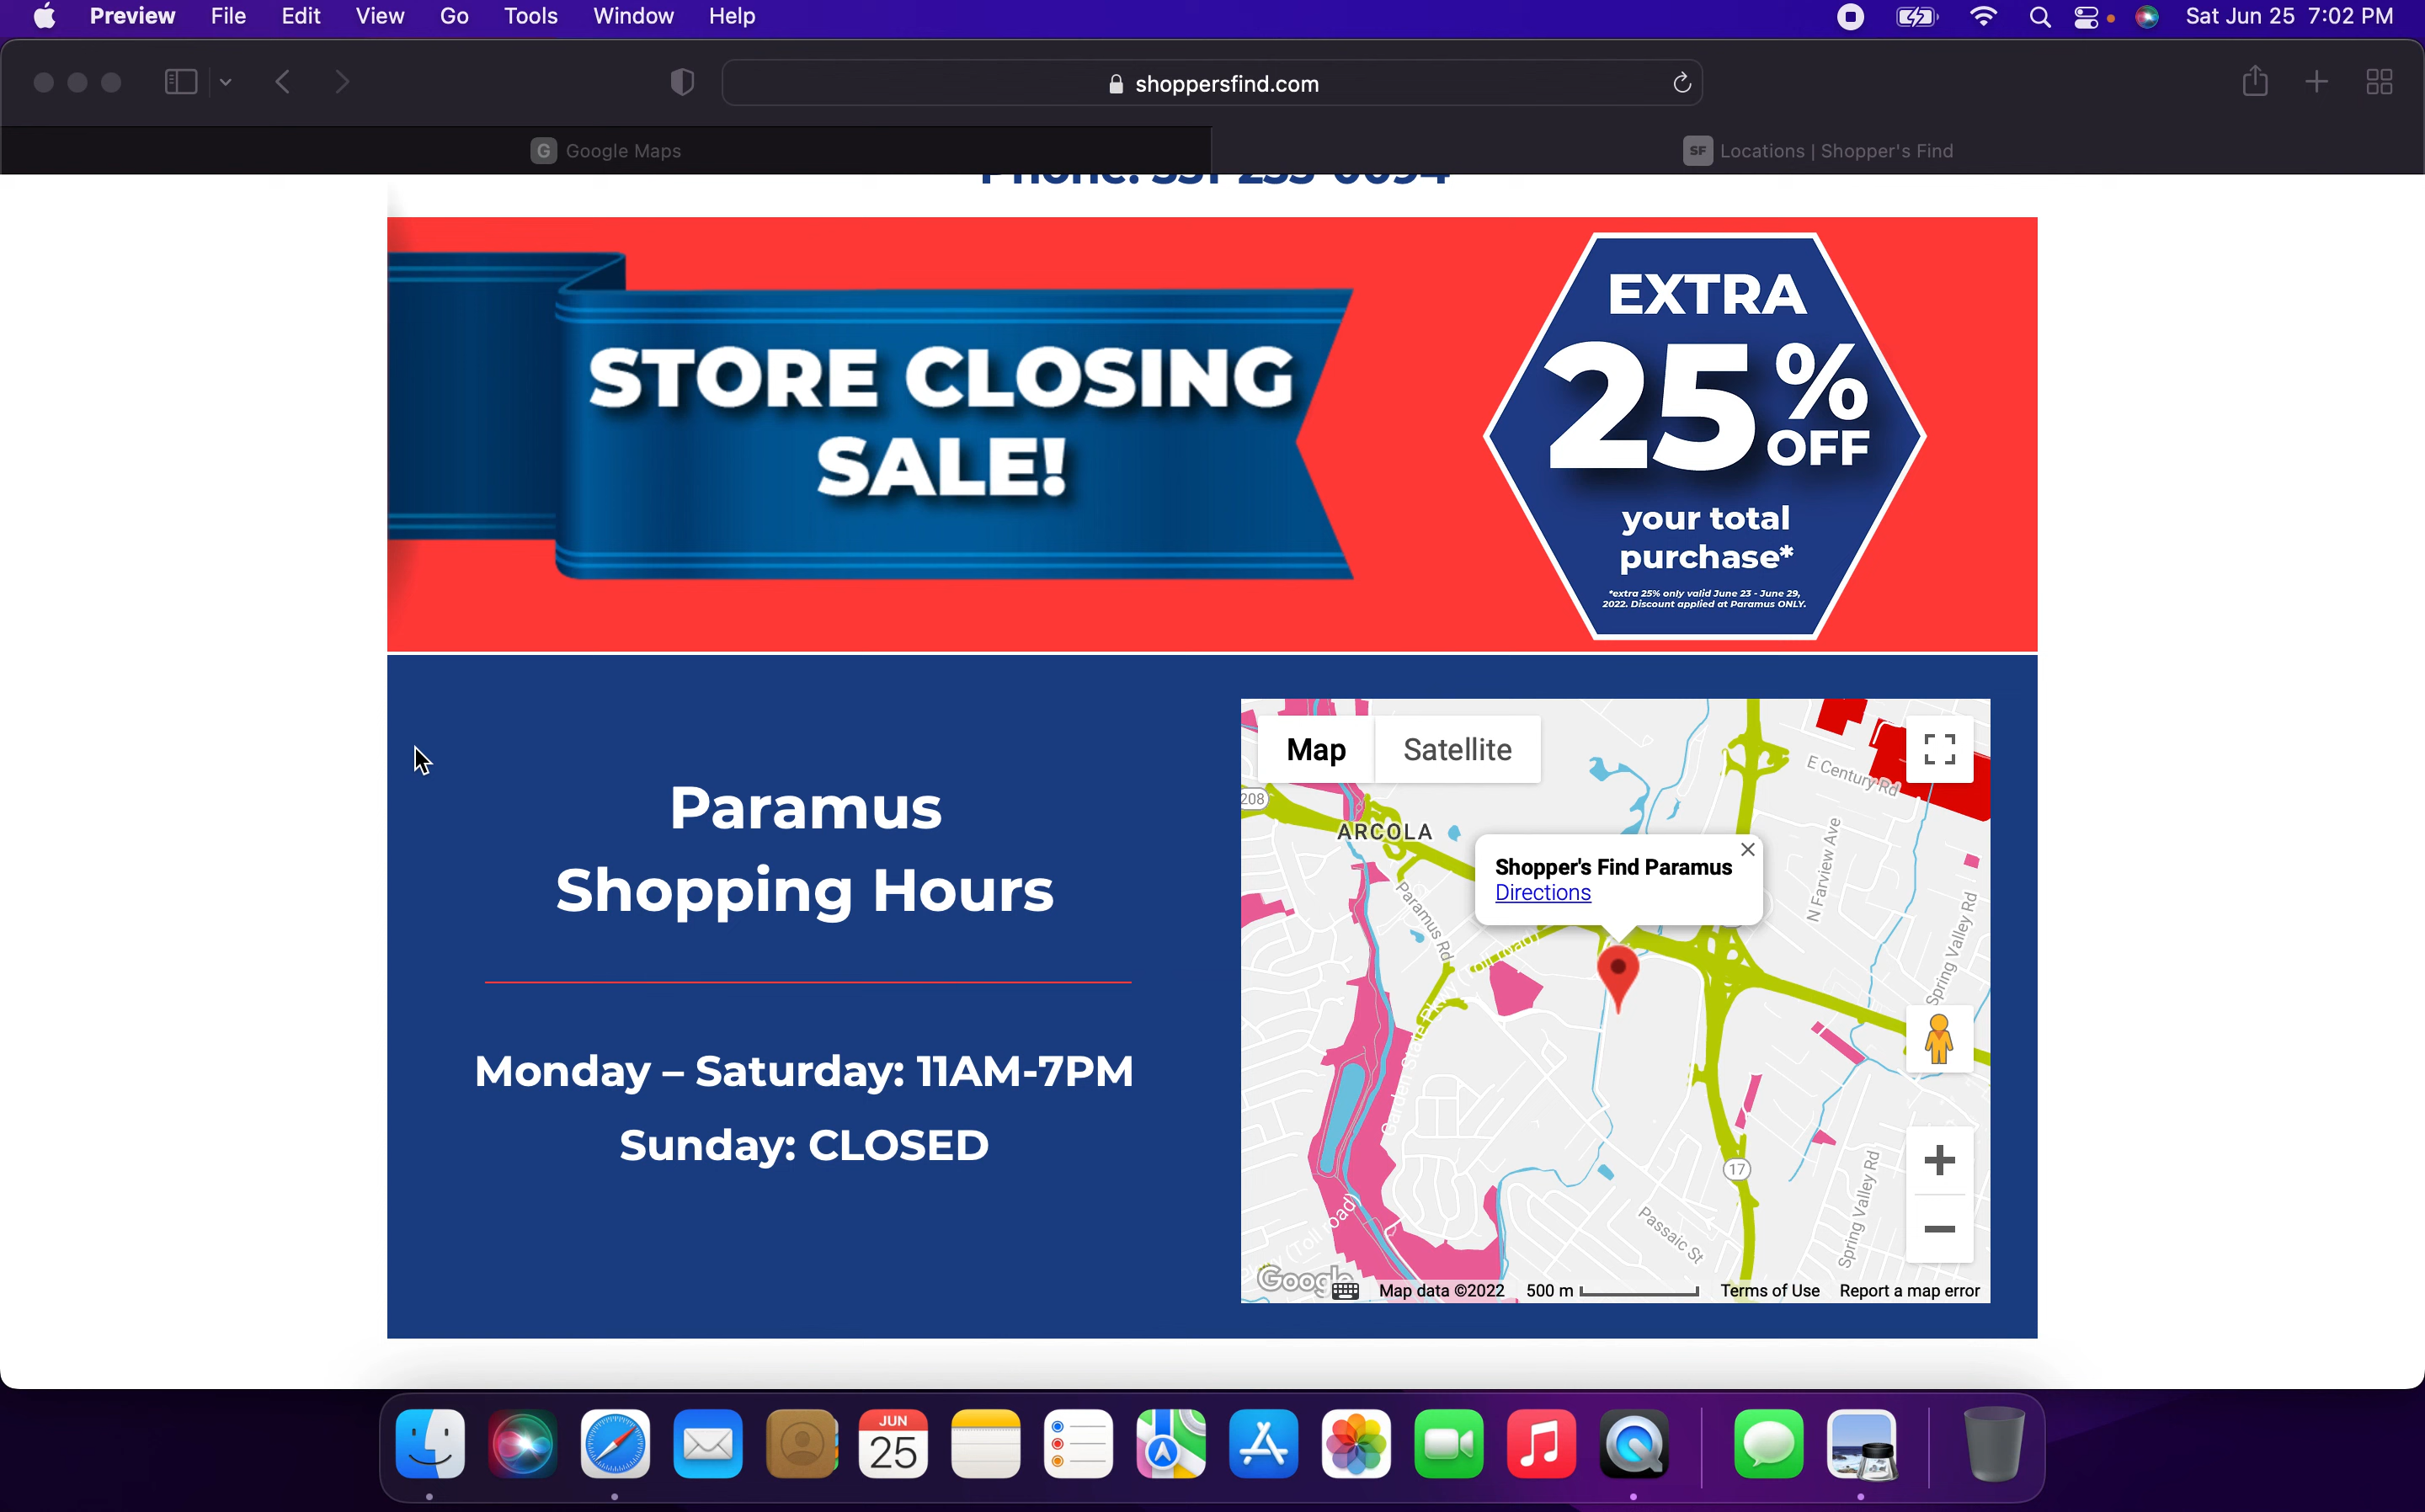 Preview File Edit View Go Tools Window Help Sat Jun 25 7:02 PM
shoppersfind.com
G Google Maps
SF Locations | Shopper's Find
STORE CLOSING
SALE!
EXTRA
25%
OFF
your total
purchase*
*extra 25% only valid June 23 - June 29,
2022. Discount applied at Paramus ONLY.
Paramus
Shopping Hours
Monday – Saturday: 11AM-7PM
Sunday: CLOSED
Map Satellite
E Century Rd
208
ARCOLA
Shopper's Find Paramus
Directions
Paramus Rd
N Farview Ave
Spring Valley Rd
17
Passaic St
Spring Valley Rd
Google
Map data ©2022 500 m Terms of Use Report a map error
JUN
25